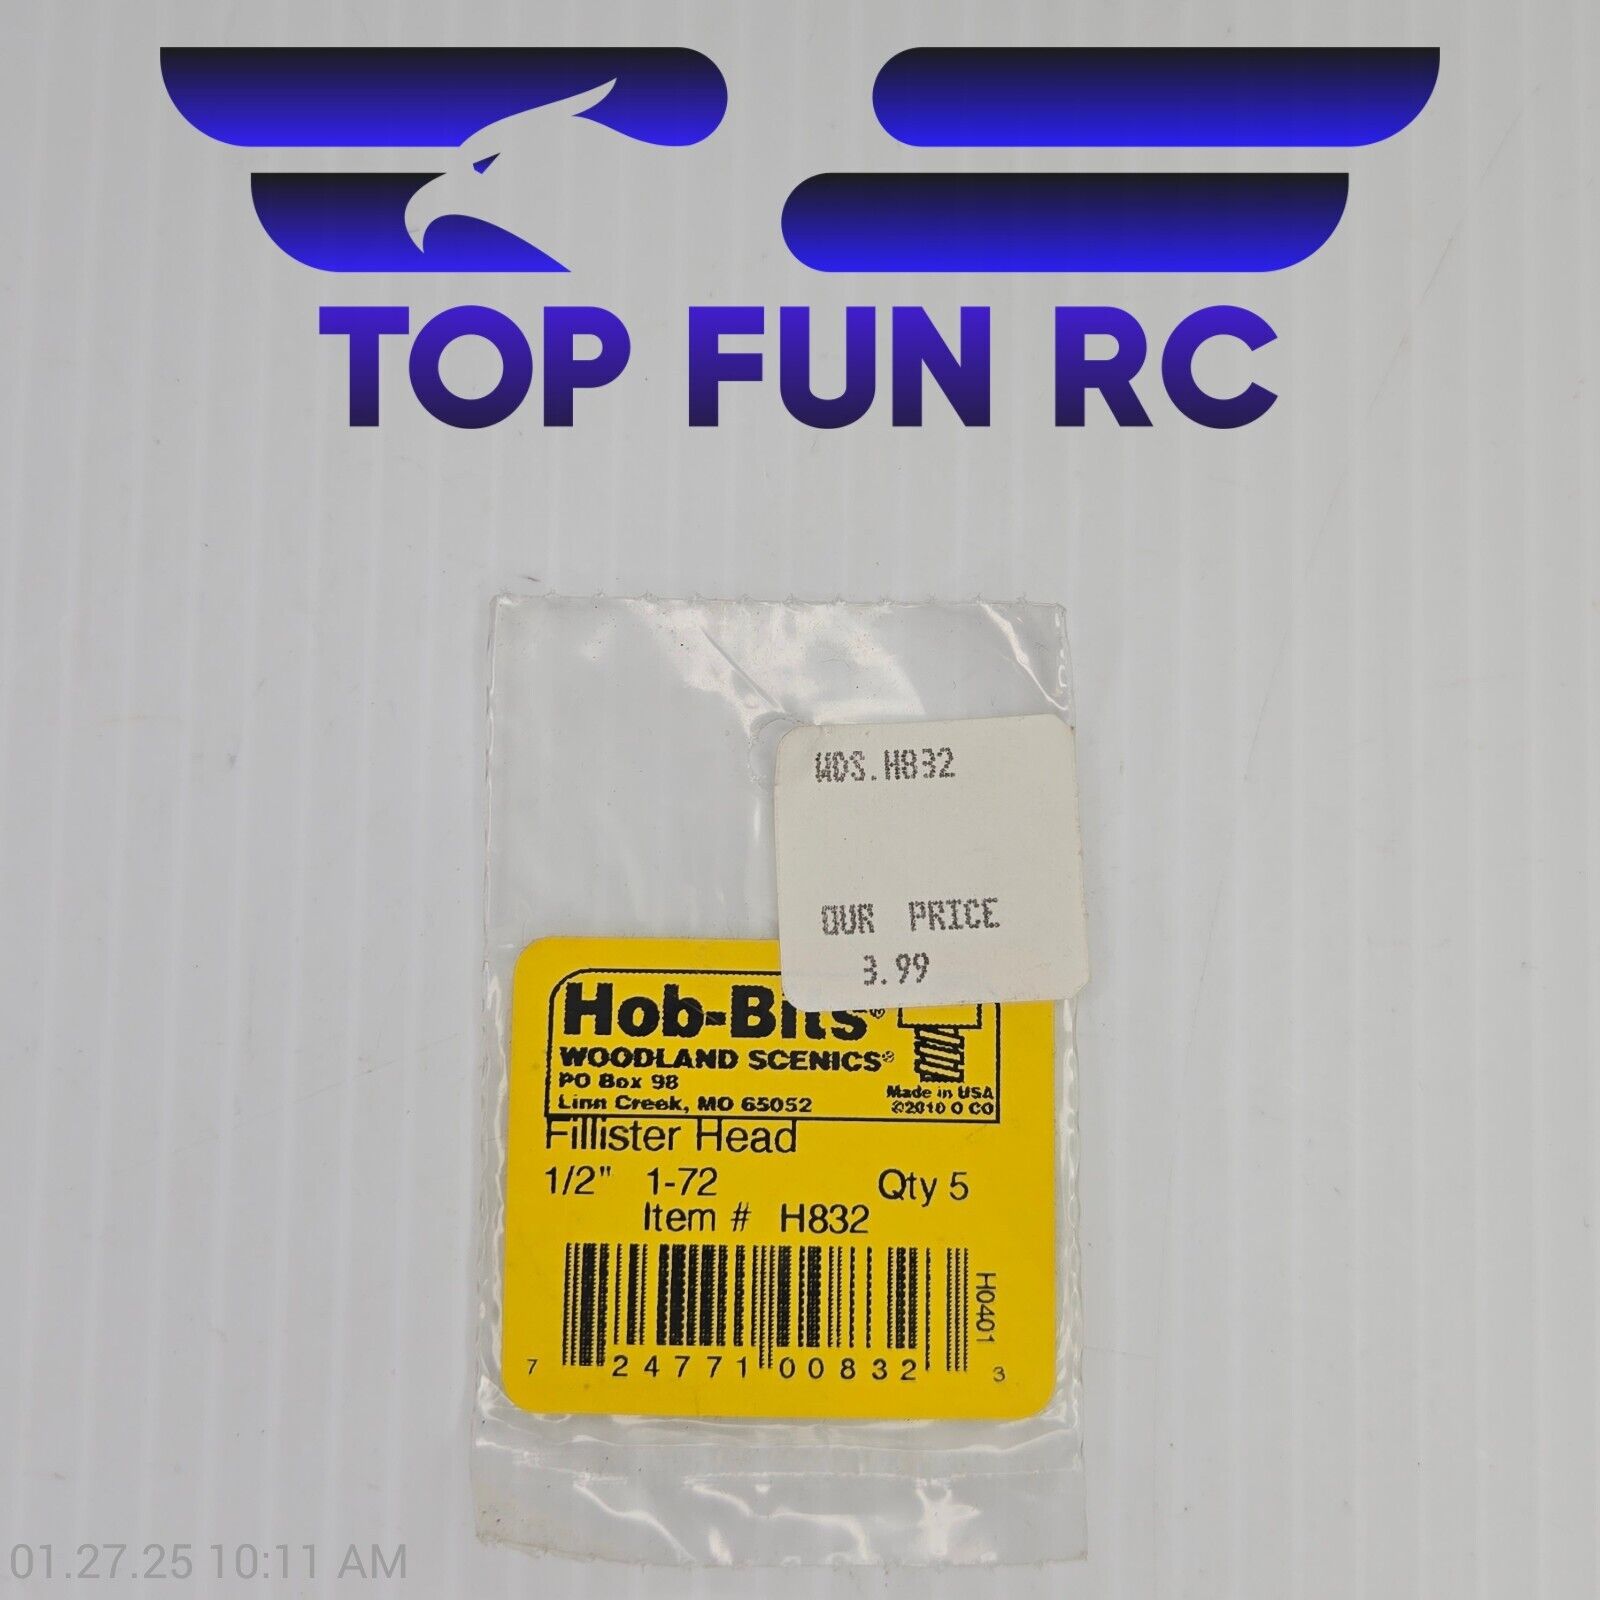 TOP FUN RC
WDS.H832
OUR PRICE
3.99
Hob-Bits®
WOODLAND SCENICS®
PO Box 98
Linn Creek, MO 65052
Made in USA
©2010 O CO
Fillister Head
1/2" 1-72 Qty 5
Item # H832
H0401
7 24771 00832 3
01.27.25 10:11 AM